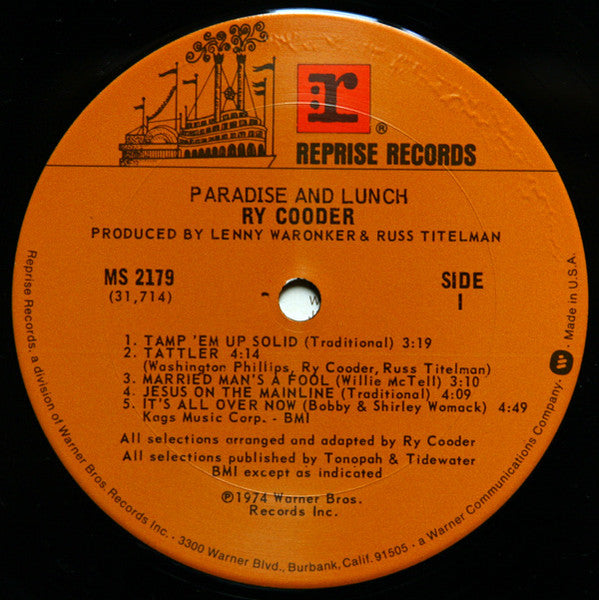 r
®
REPRISE RECORDS
PARADISE AND LUNCH
RY COODER
PRODUCED BY LENNY WARONKER & RUSS TITELMAN
MS 2179
(31,714)
SIDE
1
1. TAMP 'EM UP SOLID (Traditional) 3:19
2. TATTLER 4:14
(Washington Phillips, Ry Cooder, Russ Titelman)
3. MARRIED MAN'S A FOOL (Willie McTell) 3:10
4. JESUS ON THE MAINLINE (Traditional) 4:09
5. IT'S ALL OVER NOW (Bobby & Shirley Womack) 4:49
Kags Music Corp. - BMI
All selections arranged and adapted by Ry Cooder
All selections published by Tonopah & Tidewater
BMI except as indicated
℗1974 Warner Bros.
Records Inc.
Reprise Records, a division of Warner Bros. Records Inc. · 3300 Warner Blvd., Burbank, Calif. 91505 · a Warner Communications Company · W · Made in U.S.A.